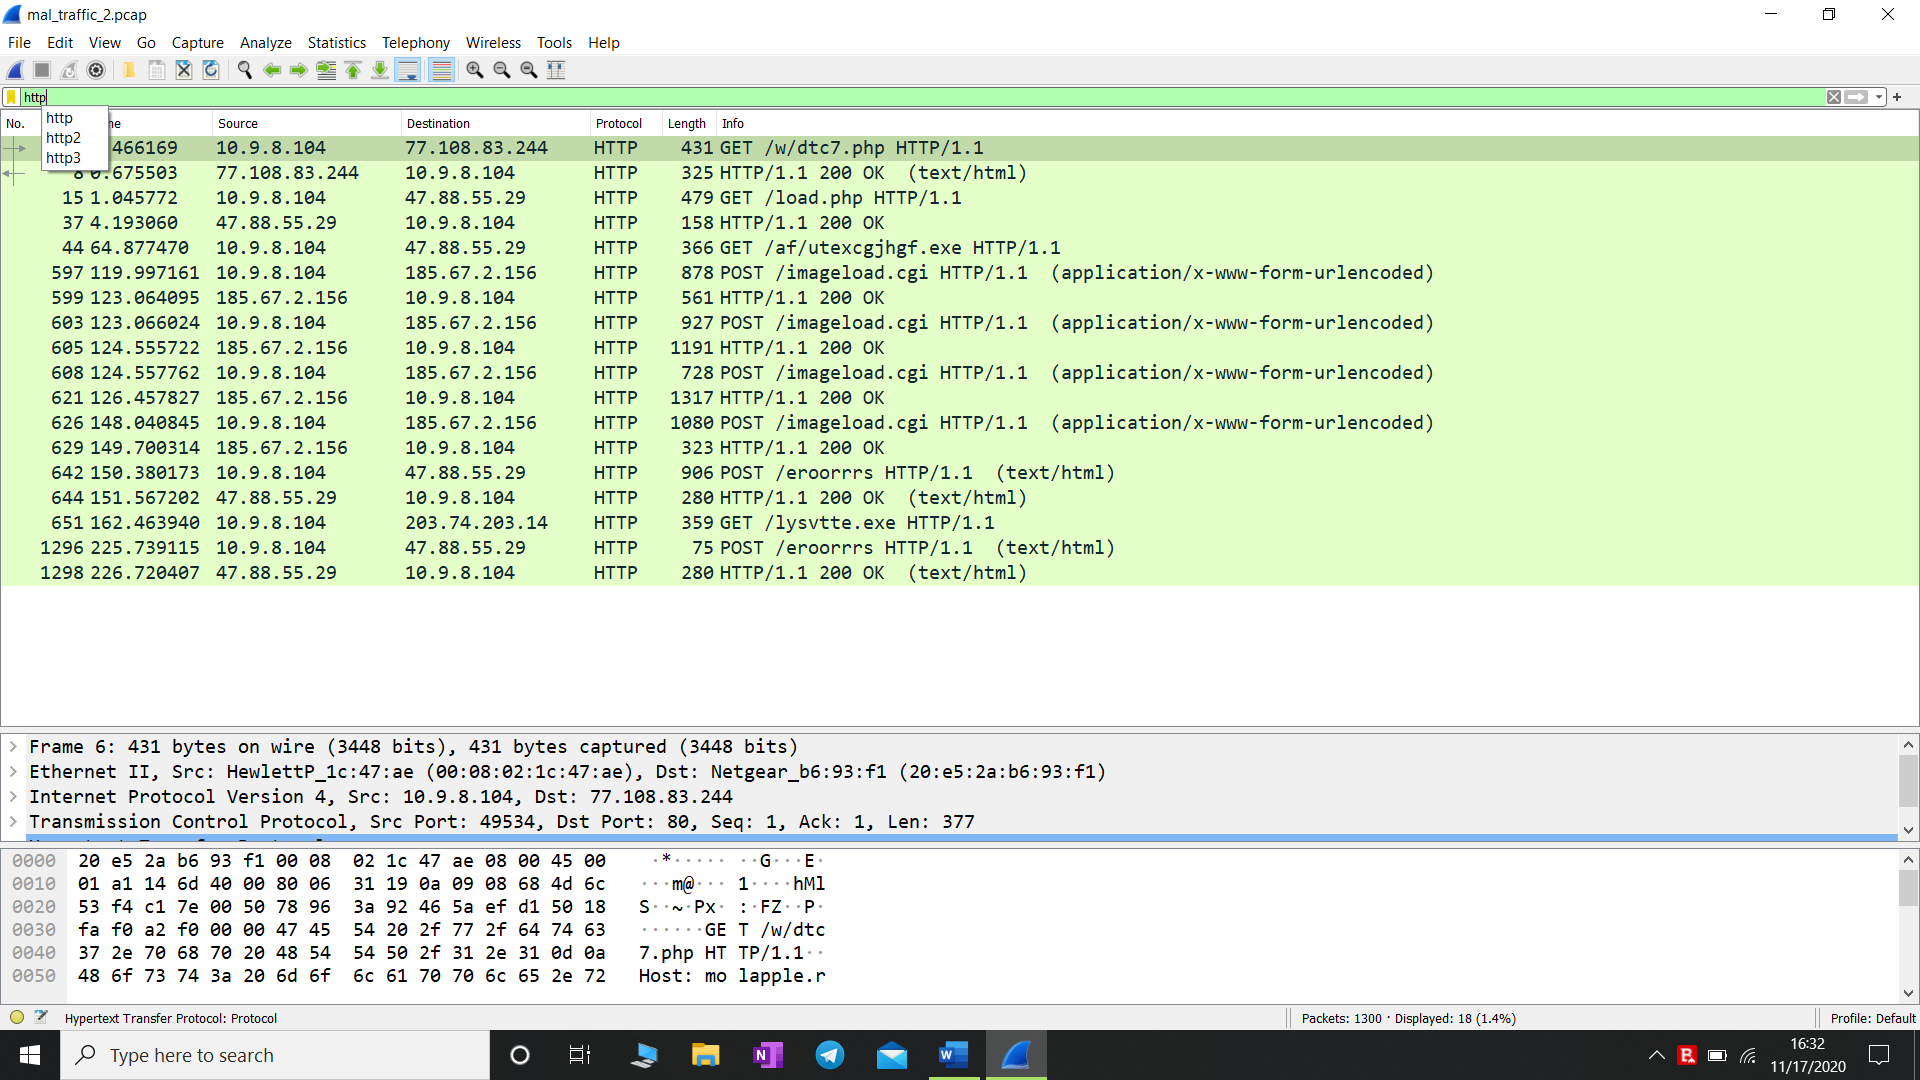 mal_traffic_2.pcap
File Edit View Go Capture Analyze Statistics Telephony Wireless Tools Help
http
http
http2
http3
No. Source Destination Protocol Length Info
466169 10.9.8.104 77.108.83.244 HTTP 431 GET /w/dtc7.php HTTP/1.1
8 0.675503 77.108.83.244 10.9.8.104 HTTP 325 HTTP/1.1 200 OK (text/html)
15 1.045772 10.9.8.104 47.88.55.29 HTTP 479 GET /load.php HTTP/1.1
37 4.193060 47.88.55.29 10.9.8.104 HTTP 158 HTTP/1.1 200 OK
44 64.877470 10.9.8.104 47.88.55.29 HTTP 366 GET /af/utexcgjhgf.exe HTTP/1.1
597 119.997161 10.9.8.104 185.67.2.156 HTTP 878 POST /imageload.cgi HTTP/1.1 (application/x-www-form-urlencoded)
599 123.064095 185.67.2.156 10.9.8.104 HTTP 561 HTTP/1.1 200 OK
603 123.066024 10.9.8.104 185.67.2.156 HTTP 927 POST /imageload.cgi HTTP/1.1 (application/x-www-form-urlencoded)
605 124.555722 185.67.2.156 10.9.8.104 HTTP 1191 HTTP/1.1 200 OK
608 124.557762 10.9.8.104 185.67.2.156 HTTP 728 POST /imageload.cgi HTTP/1.1 (application/x-www-form-urlencoded)
621 126.457827 185.67.2.156 10.9.8.104 HTTP 1317 HTTP/1.1 200 OK
626 148.040845 10.9.8.104 185.67.2.156 HTTP 1080 POST /imageload.cgi HTTP/1.1 (application/x-www-form-urlencoded)
629 149.700314 185.67.2.156 10.9.8.104 HTTP 323 HTTP/1.1 200 OK
642 150.380173 10.9.8.104 47.88.55.29 HTTP 906 POST /eroorrrs HTTP/1.1 (text/html)
644 151.567202 47.88.55.29 10.9.8.104 HTTP 280 HTTP/1.1 200 OK (text/html)
651 162.463940 10.9.8.104 203.74.203.14 HTTP 359 GET /lysvtte.exe HTTP/1.1
1296 225.739115 10.9.8.104 47.88.55.29 HTTP 75 POST /eroorrrs HTTP/1.1 (text/html)
1298 226.720407 47.88.55.29 10.9.8.104 HTTP 280 HTTP/1.1 200 OK (text/html)
Frame 6: 431 bytes on wire (3448 bits), 431 bytes captured (3448 bits)
Ethernet II, Src: HewlettP_1c:47:ae (00:08:02:1c:47:ae), Dst: Netgear_b6:93:f1 (20:e5:2a:b6:93:f1)
Internet Protocol Version 4, Src: 10.9.8.104, Dst: 77.108.83.244
Transmission Control Protocol, Src Port: 49534, Dst Port: 80, Seq: 1, Ack: 1, Len: 377
0000 20 e5 2a b6 93 f1 00 08 02 1c 47 ae 08 00 45 00 ·*····· ··G···E·
0010 01 a1 14 6d 40 00 80 06 31 19 0a 09 08 68 4d 6c ···m@··· 1····hMl
0020 53 f4 c1 7e 00 50 78 96 3a 92 46 5a ef d1 50 18 S··~·Px· :·FZ··P·
0030 fa f0 a2 f0 00 00 47 45 54 20 2f 77 2f 64 74 63 ······GE T /w/dtc
0040 37 2e 70 68 70 20 48 54 54 50 2f 31 2e 31 0d 0a 7.php HT TP/1.1··
0050 48 6f 73 74 3a 20 6d 6f 6c 61 70 70 6c 65 2e 72 Host: mo lapple.r
Hypertext Transfer Protocol: Protocol Packets: 1300 · Displayed: 18 (1.4%) Profile: Default
Type here to search
16:32
11/17/2020